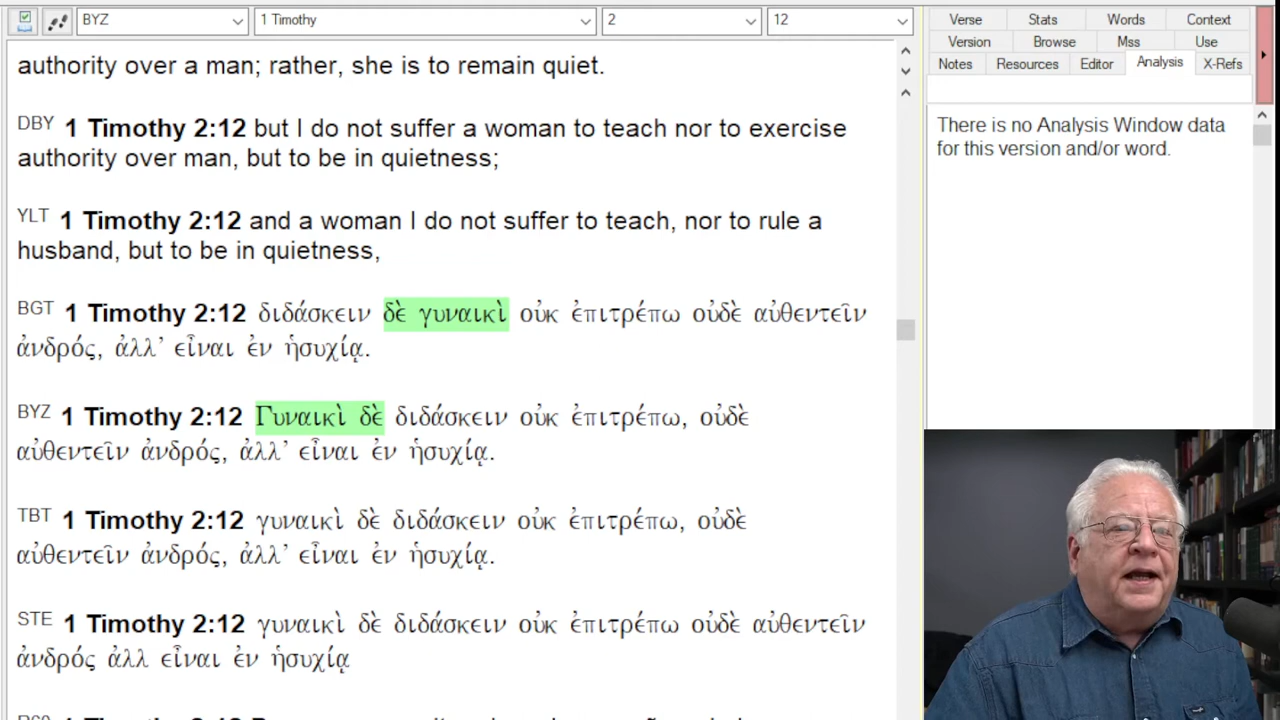 BYZ 1 Timothy 2 12
Verse Stats Words Context
Version Browse Mss Use
Notes Resources Editor Analysis X-Refs
authority over a man; rather, she is to remain quiet.
DBY 1 Timothy 2:12 but I do not suffer a woman to teach nor to exercise
authority over man, but to be in quietness;
YLT 1 Timothy 2:12 and a woman I do not suffer to teach, nor to rule a
husband, but to be in quietness,
BGT 1 Timothy 2:12 διδάσκειν δὲ γυναικὶ οὐκ ἐπιτρέπω οὐδὲ αὐθεντεῖν
ἀνδρός, ἀλλ’ εἶναι ἐν ἡσυχίᾳ.
BYZ 1 Timothy 2:12 Γυναικὶ δὲ διδάσκειν οὐκ ἐπιτρέπω, οὐδὲ
αὐθεντεῖν ἀνδρός, ἀλλ’ εἶναι ἐν ἡσυχίᾳ.
TBT 1 Timothy 2:12 γυναικὶ δὲ διδάσκειν οὐκ ἐπιτρέπω, οὐδὲ
αὐθεντεῖν ἀνδρός, ἀλλ’ εἶναι ἐν ἡσυχίᾳ.
STE 1 Timothy 2:12 γυναικὶ δὲ διδάσκειν οὐκ ἐπιτρέπω οὐδὲ αὐθεντεῖν
ἀνδρός ἀλλ εἶναι ἐν ἡσυχίᾳ
There is no Analysis Window data
for this version and/or word.